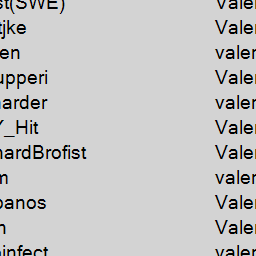 st(SWE) Valer
tjke Valer
en valer
upperi Valer
harder valer
Y_Hit Valer
hardBrofist Valer
m valer
panos Valer
n Valer
infect valer